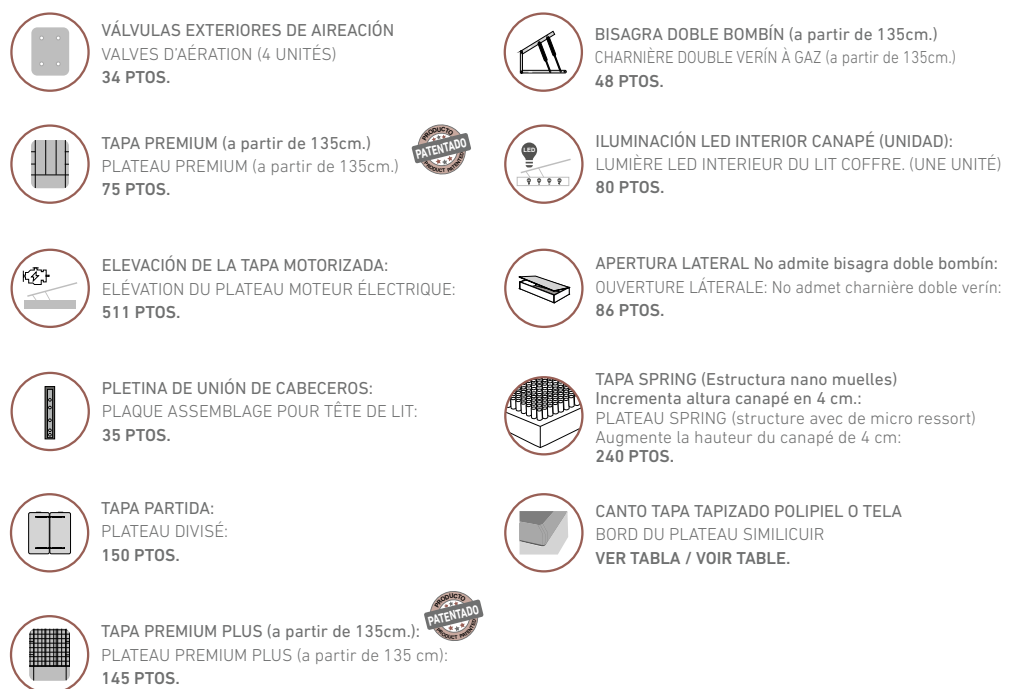 VÁLVULAS EXTERIORES DE AIREACIÓN
VALVES D'AÉRATION (4 UNITÉS)
34 PTOS.
TAPA PREMIUM (a partir de 135cm.)
PLATEAU PREMIUM (a partir de 135cm.)
75 PTOS.
PRODUCTO
PATENTADO
PRODUCT PATENTED
ELEVACIÓN DE LA TAPA MOTORIZADA:
ELÉVATION DU PLATEAU MOTEUR ÉLECTRIQUE:
511 PTOS.
PLETINA DE UNIÓN DE CABECEROS:
PLAQUE ASSEMBLAGE POUR TÊTE DE LIT:
35 PTOS.
TAPA PARTIDA:
PLATEAU DIVISÉ:
150 PTOS.
TAPA PREMIUM PLUS (a partir de 135cm.):
PLATEAU PREMIUM PLUS (a partir de 135 cm):
145 PTOS.
PRODUCTO
PATENTADO
PRODUCT PATENTED
BISAGRA DOBLE BOMBÍN (a partir de 135cm.)
CHARNIÈRE DOUBLE VERÍN À GAZ (a partir de 135cm.)
48 PTOS.
LED
ILUMINACIÓN LED INTERIOR CANAPÉ (UNIDAD):
LUMIÈRE LED INTERIEUR DU LIT COFFRE. (UNE UNITÉ)
80 PTOS.
APERTURA LATERAL No admite bisagra doble bombín:
OUVERTURE LÁTERALE: No admet charnière doble verín:
86 PTOS.
TAPA SPRING (Estructura nano muelles)
Incrementa altura canapé en 4 cm.:
PLATEAU SPRING (structure avec de micro ressort)
Augmente la hauteur du canapé de 4 cm:
240 PTOS.
CANTO TAPA TAPIZADO POLIPIEL O TELA
BORD DU PLATEAU SIMILICUIR
VER TABLA / VOIR TABLE.